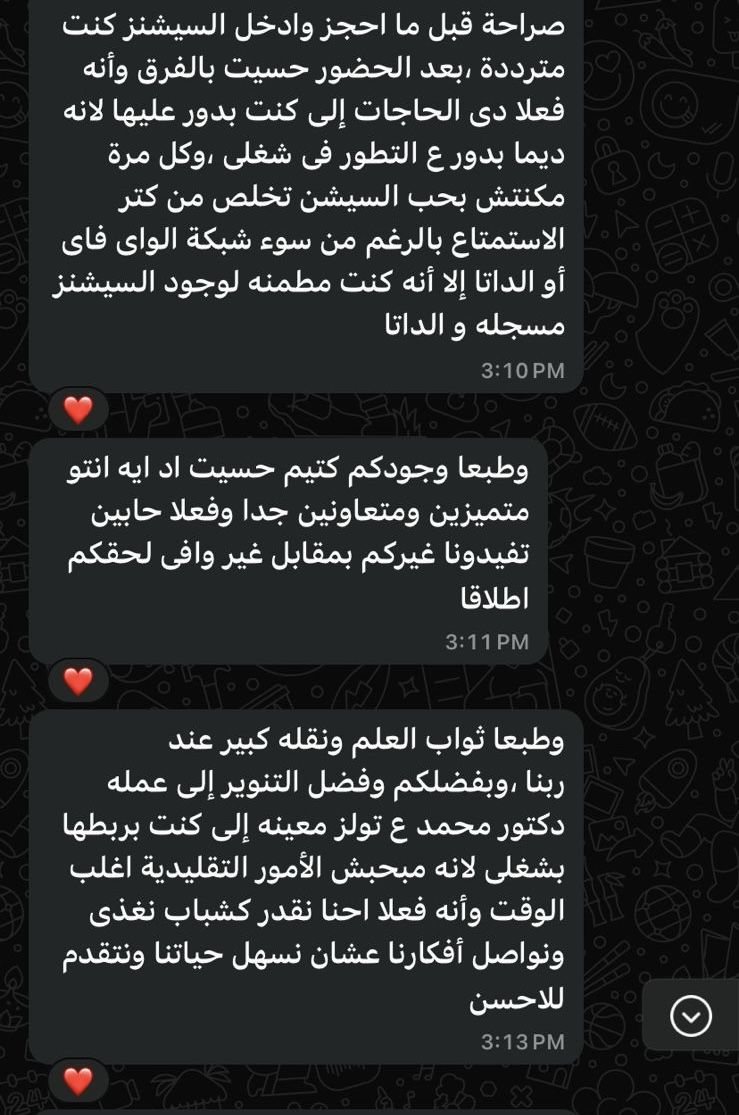 صراحة قبل ما احجز وادخل السيشنز كنت
مترددة ،بعد الحضور حسيت بالفرق وأنه
فعلا دى الحاجات إلى كنت بدور عليها لانه
ديما بدور ع التطور فى شغلى ،وكل مرة
مكنتش بحب السيشن تخلص من كتر
الاستمتاع بالرغم من سوء شبكة الواى فاى
أو الداتا إلا أنه كنت مطمنه لوجود السيشنز
مسجله و الداتا
3:10 PM
وطبعا وجودكم كتيم حسيت اد ايه انتو
متميزين ومتعاونين جدا وفعلا حابين
تفيدونا غيركم بمقابل غير وافى لحقكم
اطلاقا
3:11 PM
وطبعا ثواب العلم ونقله كبير عند
ربنا ،وبفضلكم وفضل التنوير إلى عمله
دكتور محمد ع تولز معينه إلى كنت بربطها
بشغلى لانه مبحبش الأمور التقليدية اغلب
الوقت وأنه فعلا احنا نقدر كشباب نغذى
ونواصل أفكارنا عشان نسهل حياتنا ونتقدم
للاحسن
3:13 PM